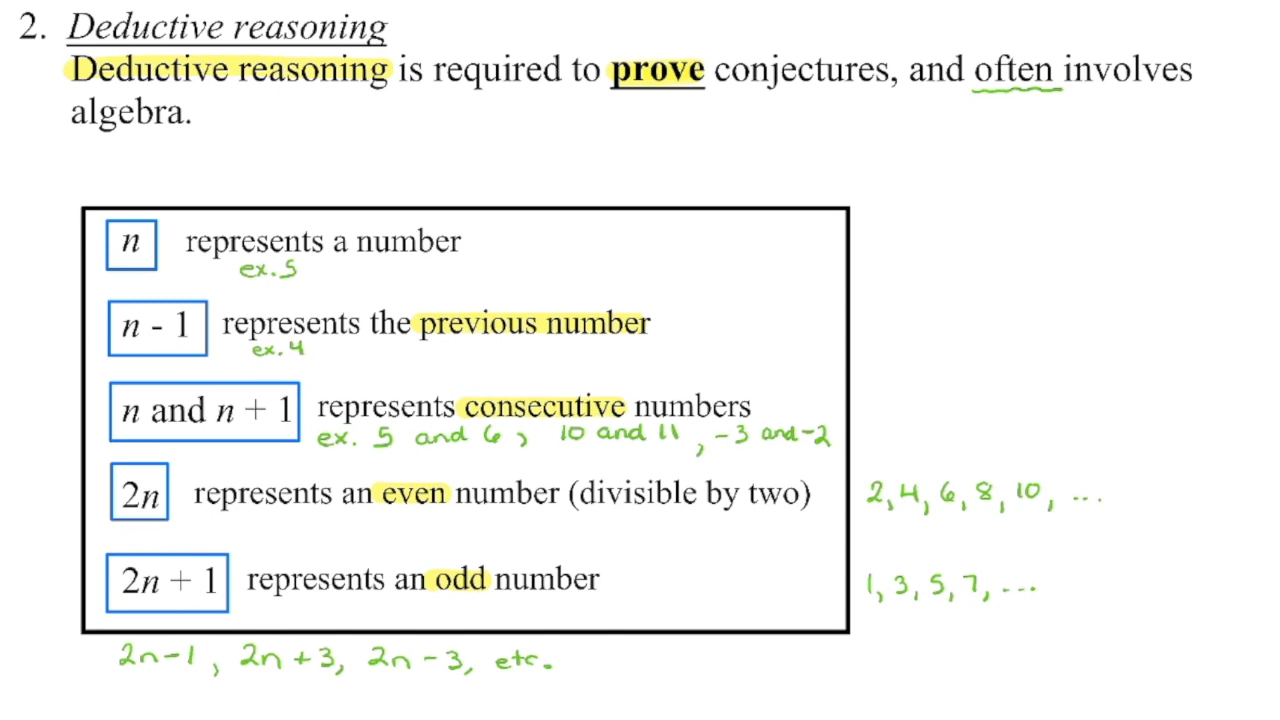 2. Deductive reasoning
Deductive reasoning is required to prove conjectures, and often involves
algebra.
n represents a number
ex. 5
n - 1 represents the previous number
ex. 4
n and n + 1 represents consecutive numbers
ex. 5 and 6, 10 and 11, -3 and -2
2n represents an even number (divisible by two) 2, 4, 6, 8, 10, ...
2n + 1 represents an odd number 1, 3, 5, 7, ...
2n-1, 2n+3, 2n-3, etc.